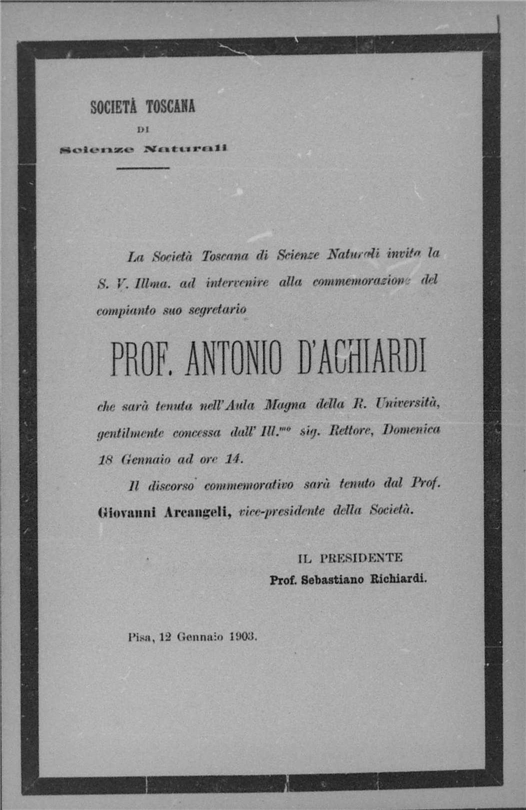 SOCIETÀ TOSCANA
DI
Scienze Naturali
La Società Toscana di Scienze Naturali invita la
S. V. Illma. ad intervenire alla commemorazione del
compianto suo segretario
PROF. ANTONIO D'ACHIARDI
che sarà tenuta nell'Aula Magna della R. Università,
gentilmente concessa dall'Ill.mo sig. Rettore, Domenica
18 Gennaio ad ore 14.
Il discorso commemorativo sarà tenuto dal Prof.
Giovanni Arcangeli, vice-presidente della Società.
IL PRESIDENTE
Prof. Sebastiano Richiardi.
Pisa, 12 Gennaio 1903.